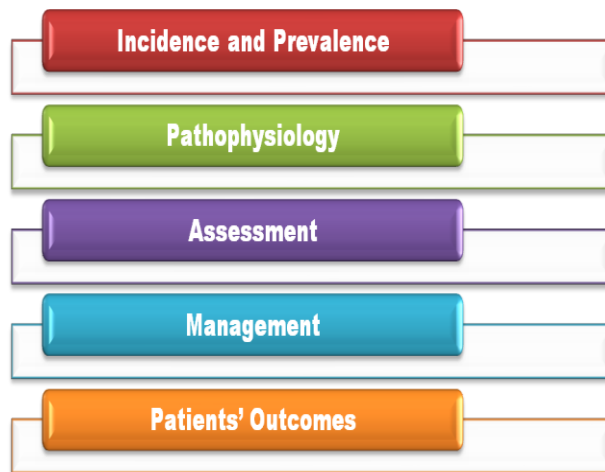 Incidence and Prevalence
Pathophysiology
Assessment
Management
Patients' Outcomes